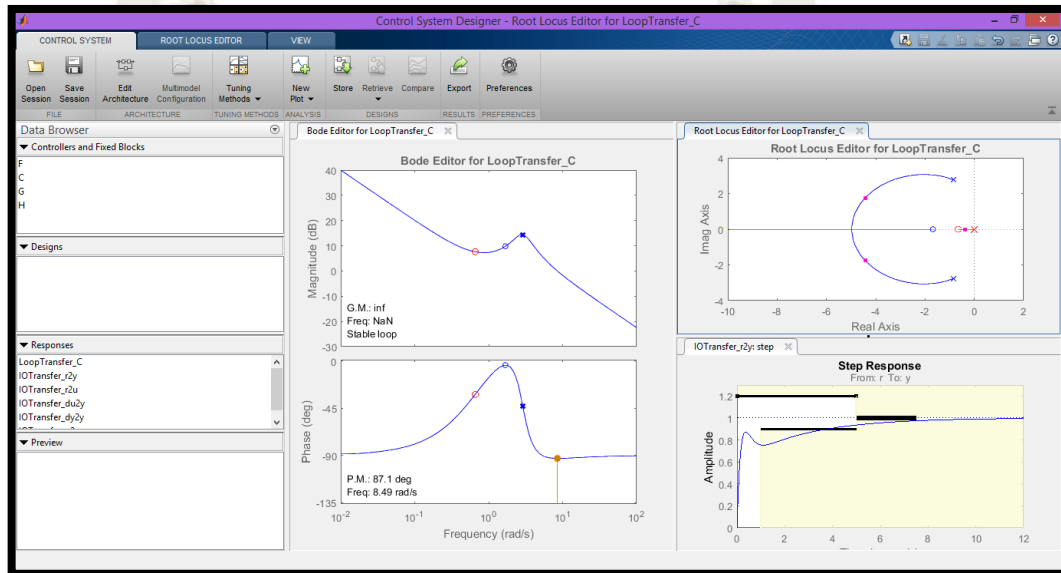 Control System Designer - Root Locus Editor for LoopTransfer_C
CONTROL SYSTEM ROOT LOCUS EDITOR VIEW
Open Session
Save Session
Edit Architecture
Multimodel Configuration
Tuning Methods
New Plot
Store
Retrieve
Compare
Export
Preferences
FILE ARCHITECTURE TUNING METHODS ANALYSIS DESIGNS RESULTS PREFERENCES
Data Browser
Controllers and Fixed Blocks
F
C
G
H
Designs
Responses
LoopTransfer_C
IOTransfer_r2y
IOTransfer_r2u
IOTransfer_du2y
IOTransfer_dy2y
Preview
Bode Editor for LoopTransfer_C
Bode Editor for LoopTransfer_C
Magnitude (dB)
40
30
20
10
0
-10
-20
-30
G.M.: inf
Freq: NaN
Stable loop
Phase (deg)
0
-45
-90
-135
P.M.: 87.1 deg
Freq: 8.49 rad/s
10-2 10-1 100 101 102
Frequency (rad/s)
Root Locus Editor for LoopTransfer_C
Root Locus Editor for LoopTransfer_C
Imag Axis
4
2
0
-2
-4
-10 -8 -6 -4 -2 0 2
Real Axis
IOTransfer_r2y: step
Step Response
From: r To: y
Amplitude
1.2
1
0.8
0.6
0.4
0.2
0
0 2 4 6 8 10 12